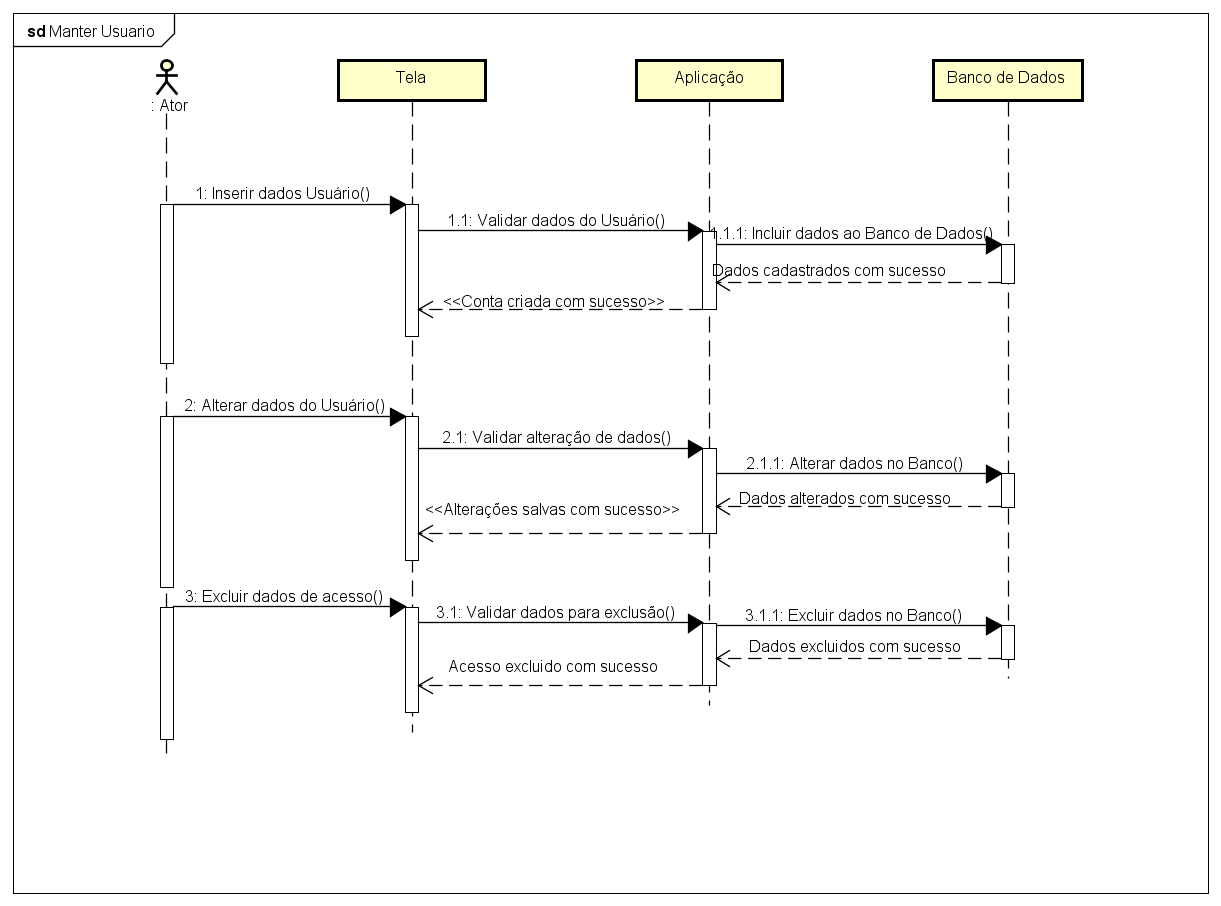 sd Manter Usuario
: Ator
Tela
Aplicação
Banco de Dados
1: Inserir dados Usuário()
1.1: Validar dados do Usuário()
1.1.1: Incluir dados ao Banco de Dados()
Dados cadastrados com sucesso
<<Conta criada com sucesso>>
2: Alterar dados do Usuário()
2.1: Validar alteração de dados()
2.1.1: Alterar dados no Banco()
Dados alterados com sucesso
<<Alterações salvas com sucesso>>
3: Excluir dados de acesso()
3.1: Validar dados para exclusão()
3.1.1: Excluir dados no Banco()
Dados excluidos com sucesso
Acesso excluido com sucesso